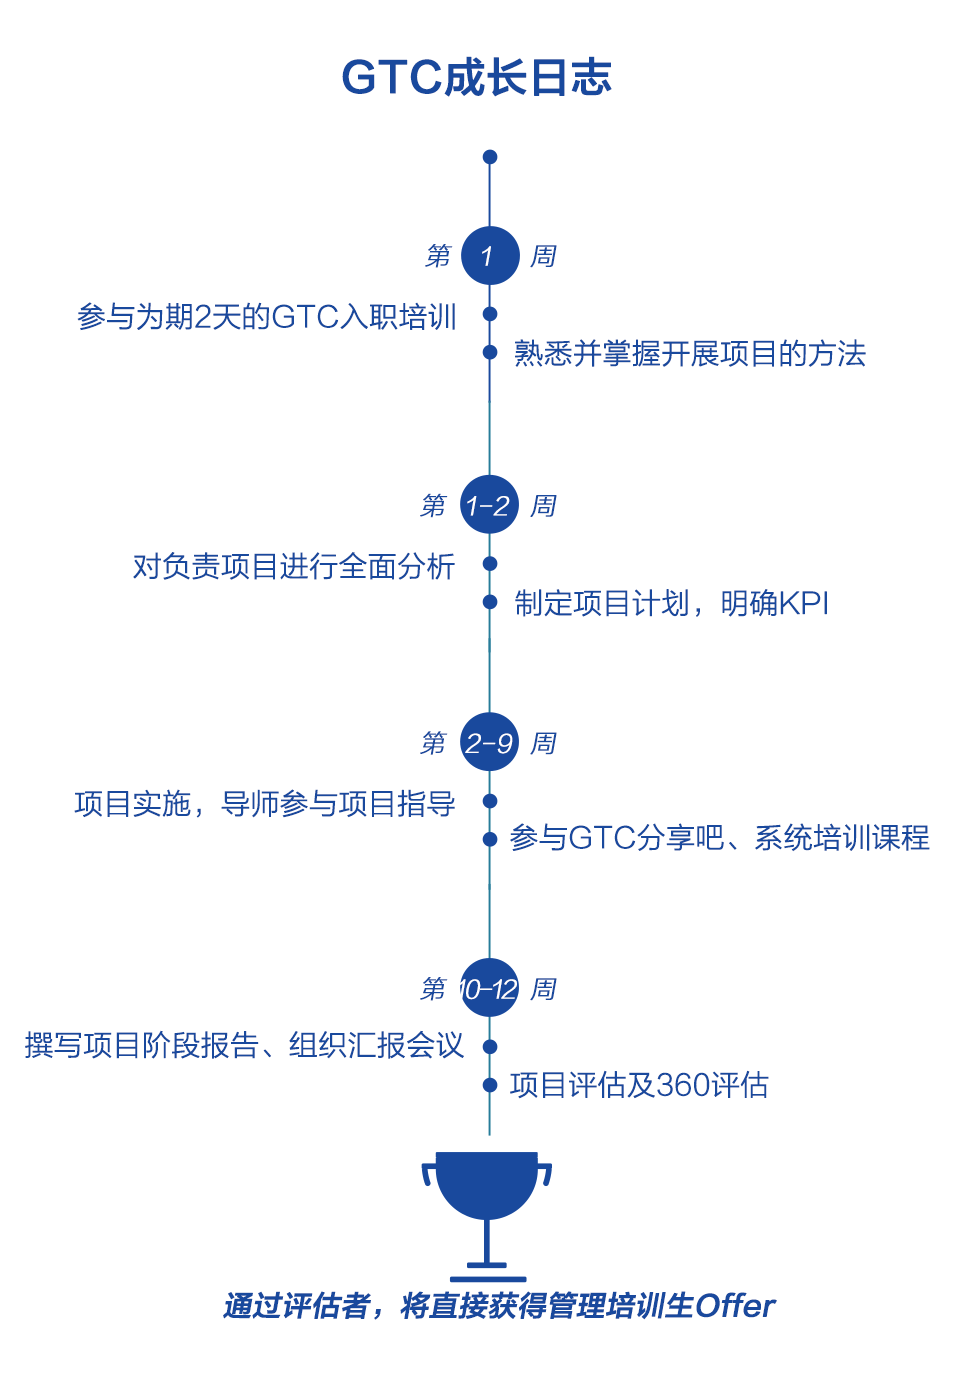 GTC成长日志
第 1 周
参与为期2天的GTC入职培训
熟悉并掌握开展项目的方法
第 1-2 周
对负责项目进行全面分析
制定项目计划，明确KPI
第 2-9 周
项目实施，导师参与项目指导
参与GTC分享吧、系统培训课程
第 10-12 周
撰写项目阶段报告、组织汇报会议
项目评估及360评估
通过评估者，将直接获得管理培训生Offer